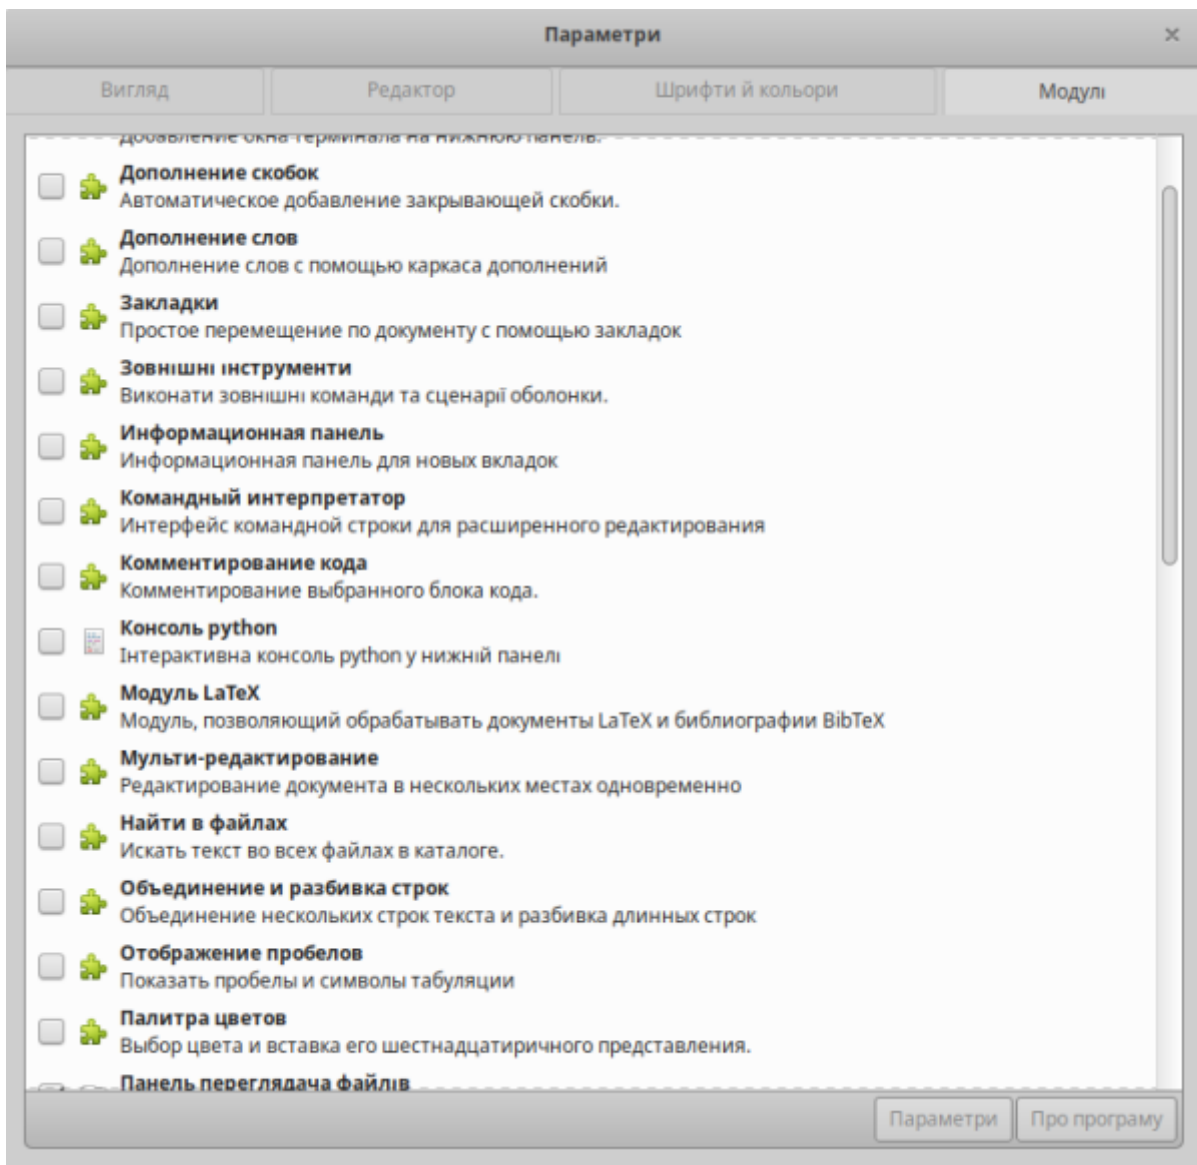 Параметри
Вигляд
Редактор
Шрифти й кольори
Модулі
Добавление окна терминала на нижнюю панель.
Дополнение скобок
Автоматическое добавление закрывающей скобки.
Дополнение слов
Дополнение слов с помощью каркаса дополнений
Закладки
Простое перемещение по документу с помощью закладок
Зовнішні інструменти
Виконати зовнішні команди та сценарії оболонки.
Информационная панель
Информационная панель для новых вкладок
Командный интерпретатор
Интерфейс командной строки для расширенного редактирования
Комментирование кода
Комментирование выбранного блока кода.
Консоль python
Інтерактивна консоль python у нижній панелі
Модуль LaTeX
Модуль, позволяющий обрабатывать документы LaTeX и библиографии BibTeX
Мульти-редактирование
Редактирование документа в нескольких местах одновременно
Найти в файлах
Искать текст во всех файлах в каталоге.
Объединение и разбивка строк
Объединение нескольких строк текста и разбивка длинных строк
Отображение пробелов
Показать пробелы и символы табуляции
Палитра цветов
Выбор цвета и вставка его шестнадцатиричного представления.
Панель переглядача файлів
Параметри
Про програму